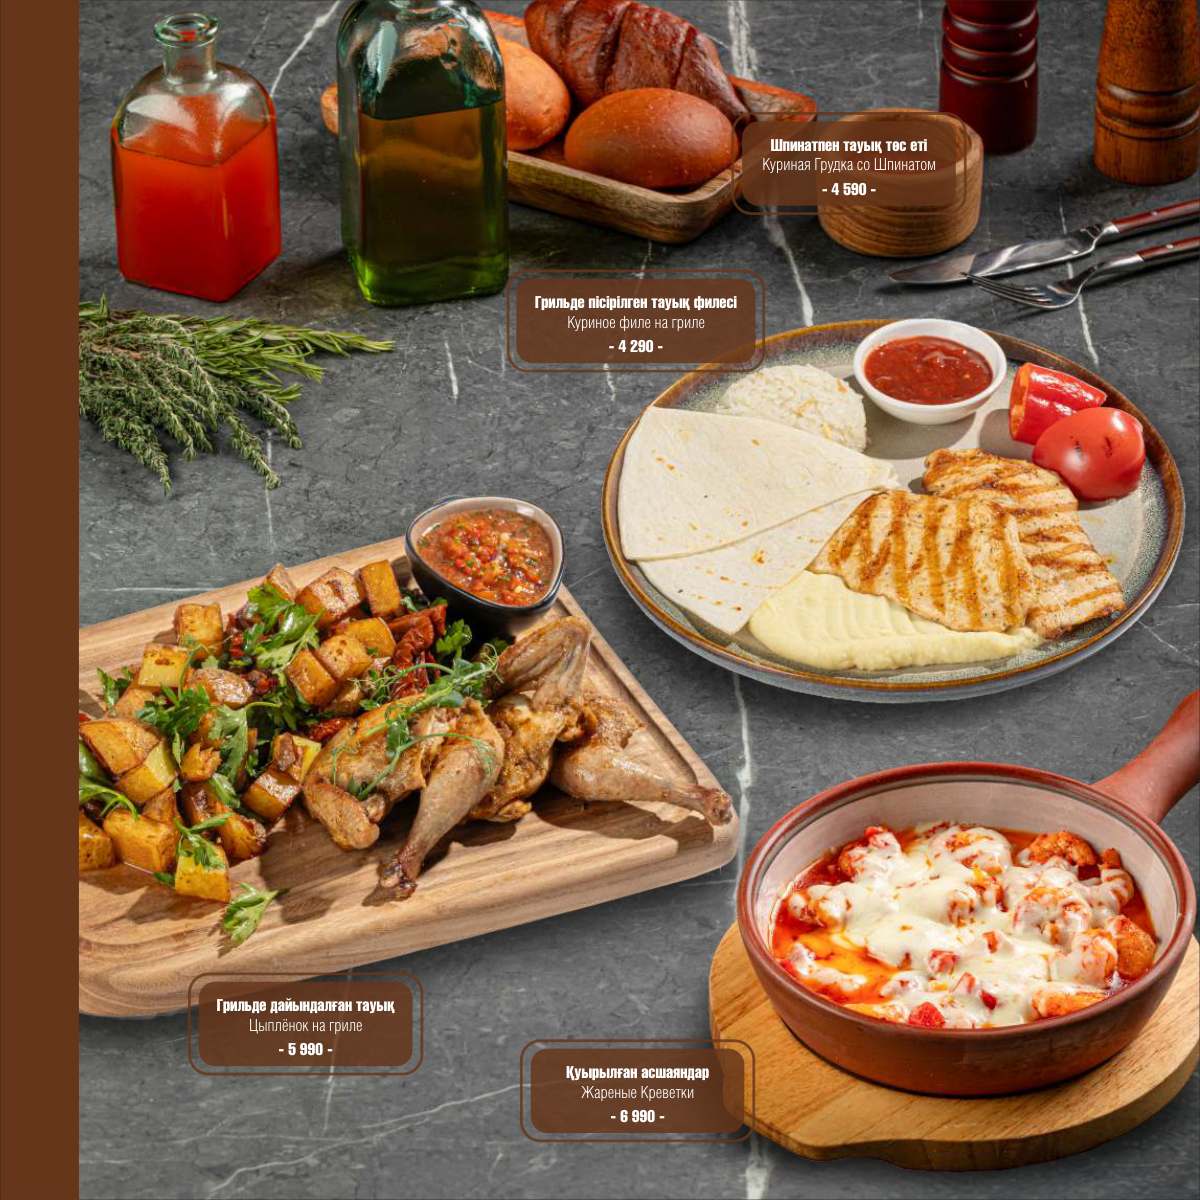 Шпинатпен тауық төс еті
Куриная Грудка со Шпинатом
- 4 590 -
Грильде пісірілген тауық филесі
Куриное филе на гриле
- 4 290 -
Грильде дайындалған тауық
Цыплёнок на гриле
- 5 990 -
Қуырылған асшаяндар
Жареные Креветки
- 6 990 -